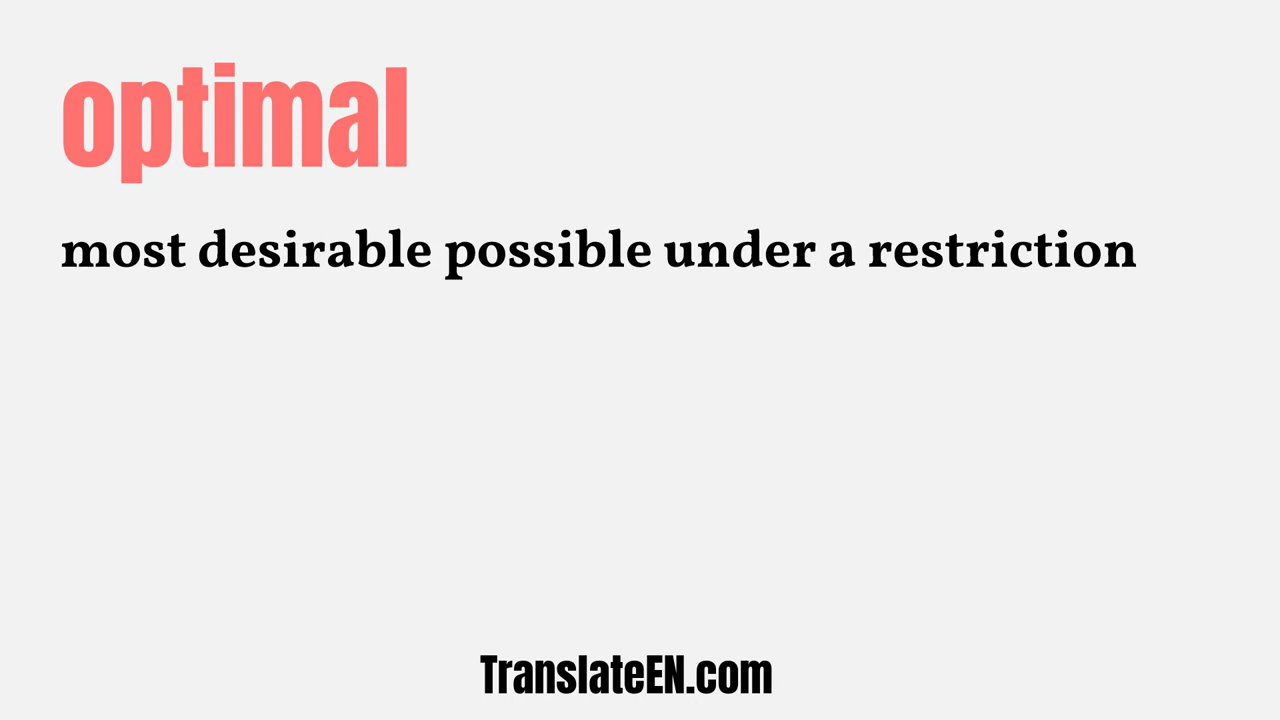 optimal
most desirable possible under a restriction
TranslateEN.com